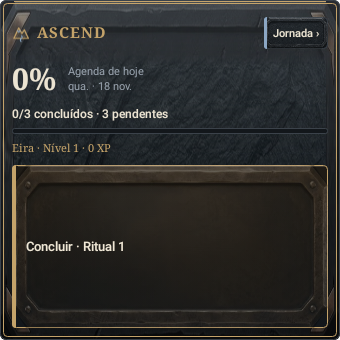 ASCEND
Jornada ›
0%
Agenda de hoje
qua. · 18 nov.
0/3 concluídos · 3 pendentes
Eira · Nível 1 · 0 XP
Concluir · Ritual 1